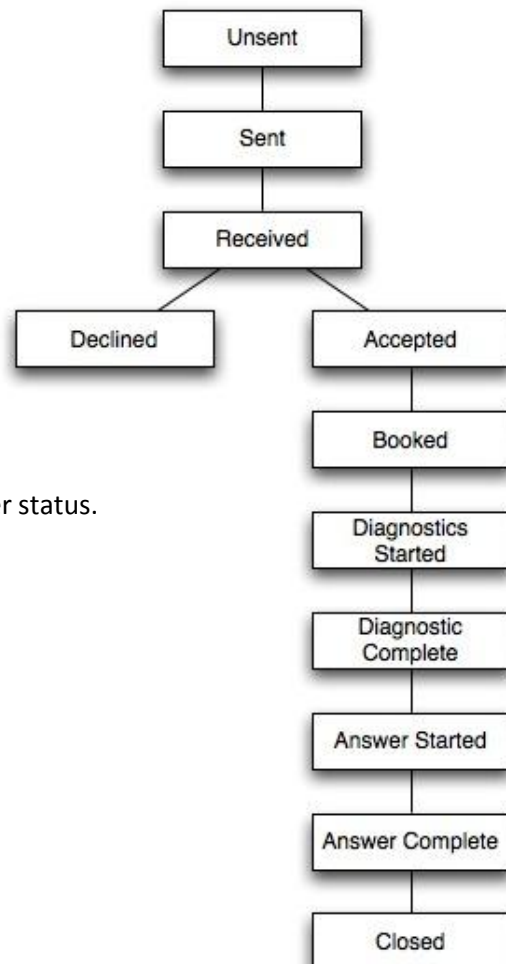 Unsent
Sent
Received
Declined
Accepted
Booked
r status.
Diagnostics
Started
Diagnostic
Complete
Answer Started
Answer Complete
Closed